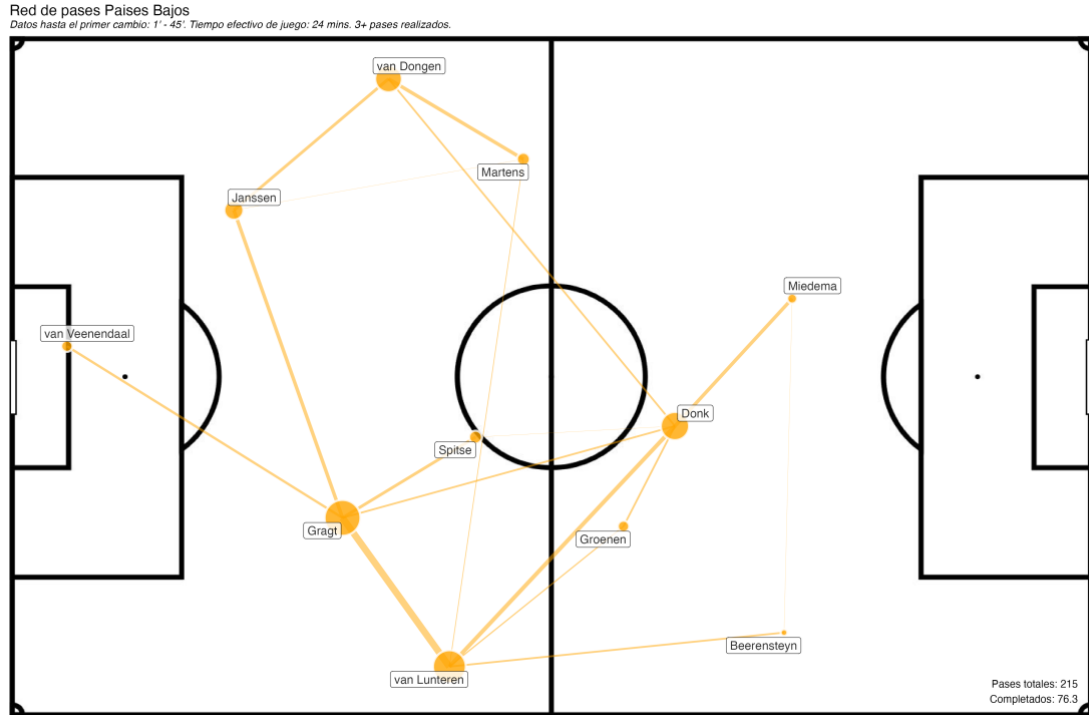 Red de pases Paises Bajos
Datos hasta el primer cambio: 1' - 45'. Tiempo efectivo de juego: 24 mins. 3+ pases realizados.
van Dongen
Martens
Janssen
Miedema
van Veenendaal
Donk
Spitse
Gragt
Groenen
Beerensteyn
van Lunteren
Pases totales: 215
Completados: 76.3